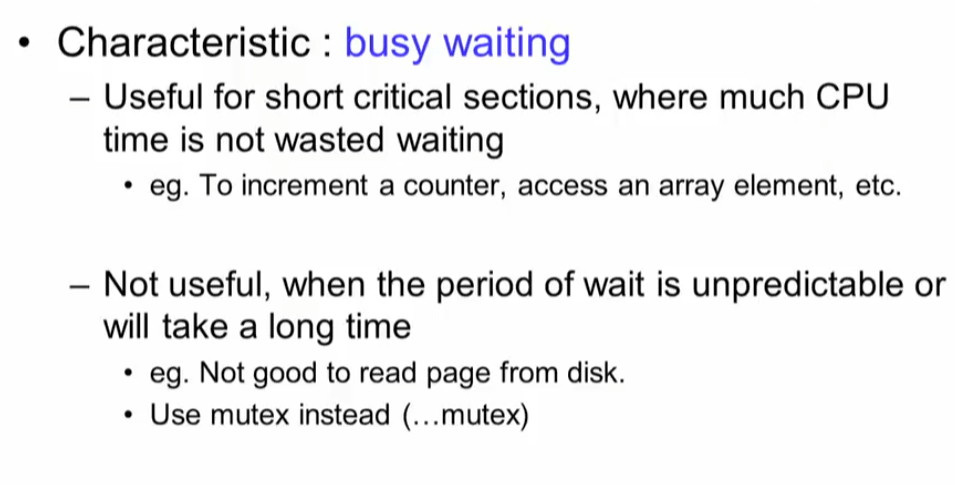 • Characteristic : busy waiting
– Useful for short critical sections, where much CPU
time is not wasted waiting
• eg. To increment a counter, access an array element, etc.
– Not useful, when the period of wait is unpredictable or
will take a long time
• eg. Not good to read page from disk.
• Use mutex instead (…mutex)